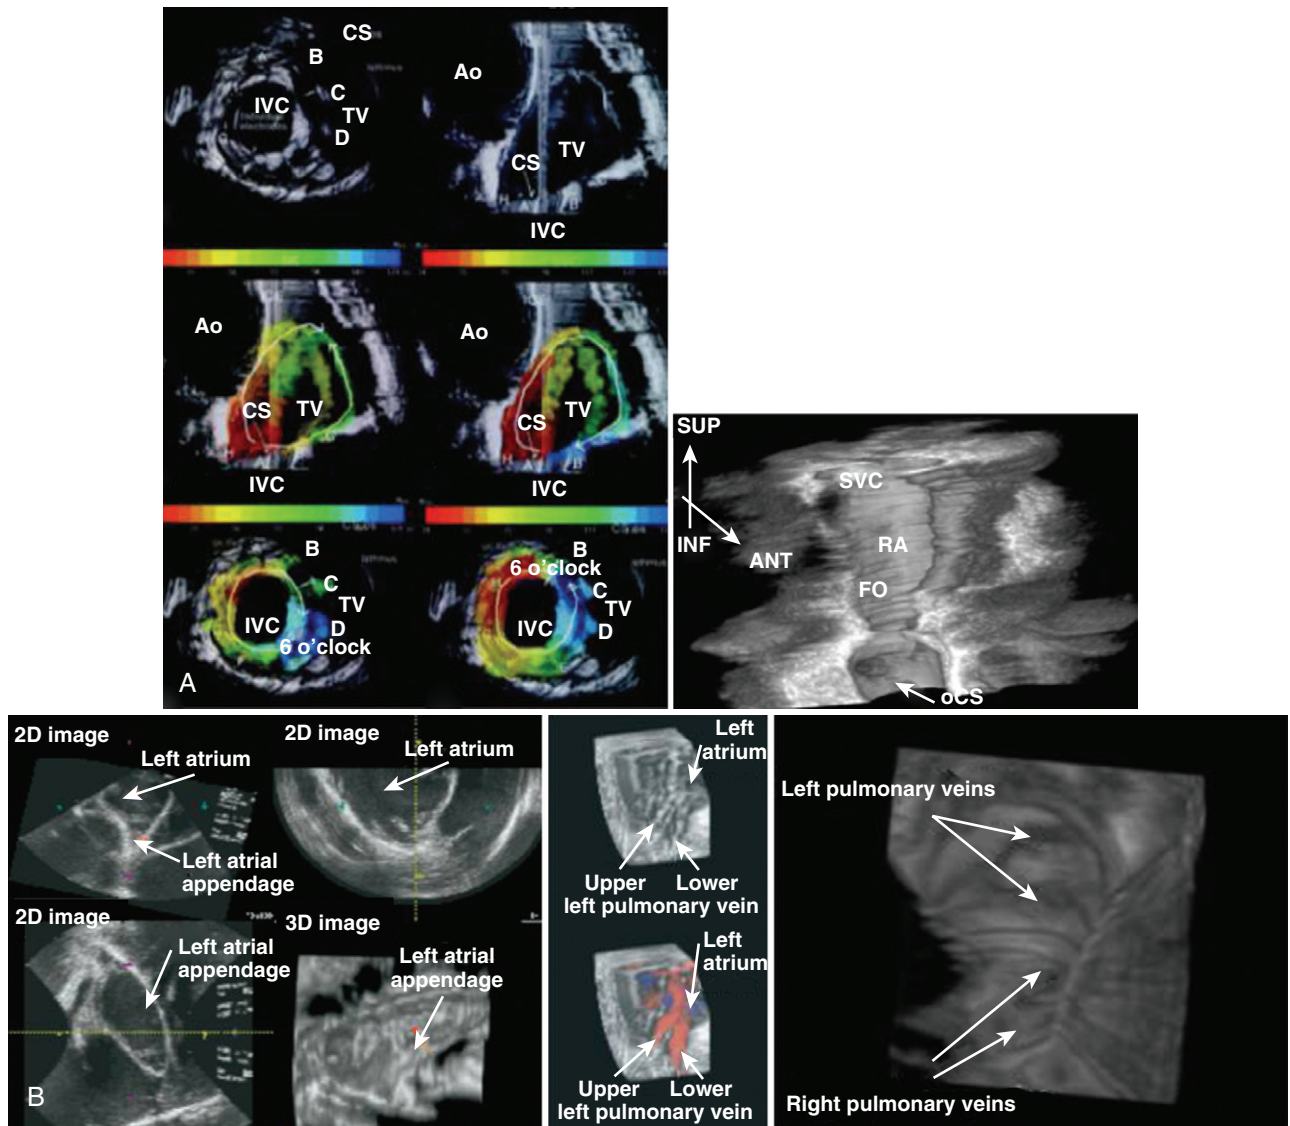 CS
B
IVC
C
TV
D
Ao
CS
TV
H
A
B
IVC
Ao
CS
TV
H
A
IVC
Ao
CS
TV
H
A
B
IVC
B
C
TV
IVC
D
6 o'clock
A
B
6 o'clock
C
TV
IVC
D
SUP
INF
ANT
SVC
RA
FO
oCS
2D image
Left atrium
Left atrial
appendage
2D image
Left atrium
2D image
Left atrial
appendage
B
3D image
Left atrial
appendage
Left
atrium
Upper
Lower
left pulmonary vein
Left
atrium
Upper
Lower
left pulmonary vein
Left pulmonary veins
Right pulmonary veins